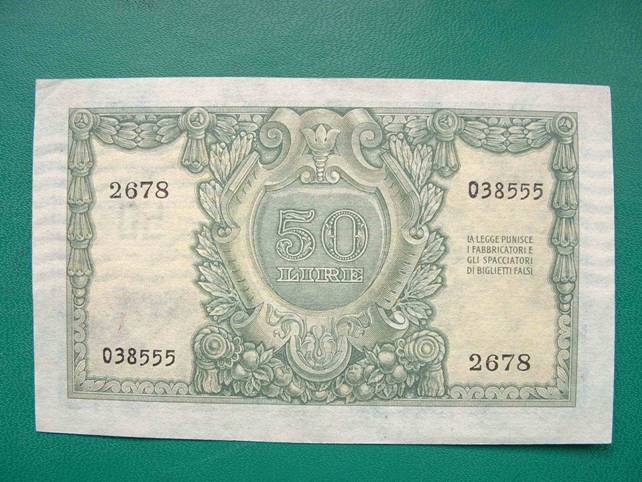 2678
038555
50
LIRE
LA LEGGE PUNISCE
I FABBRICATORI E
GLI SPACCIATORI
DI BIGLIETTI FALSI
038555
2678